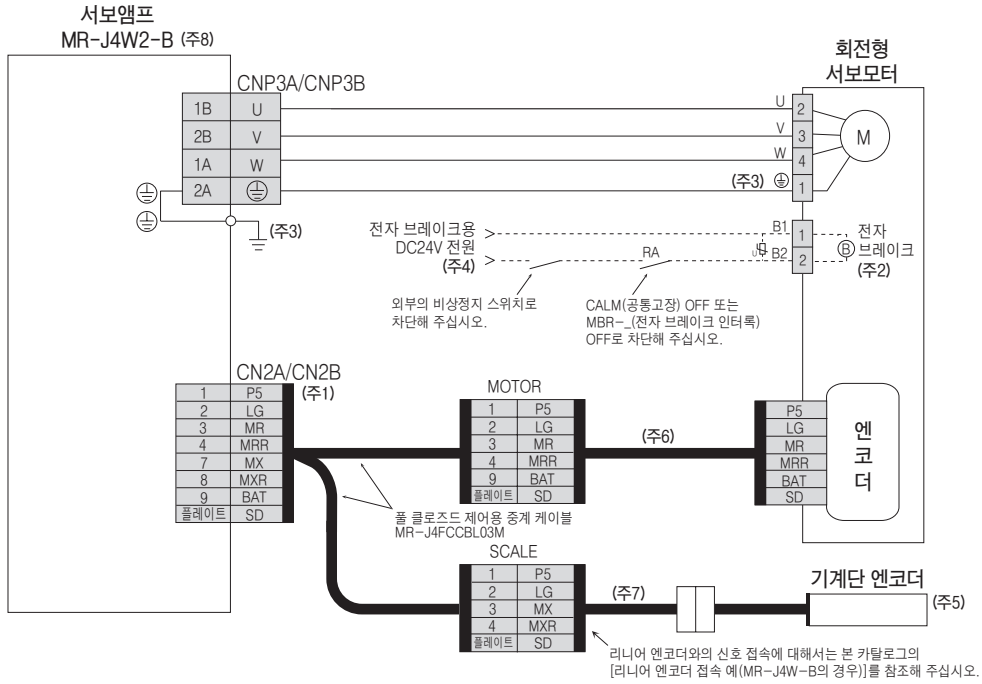 서보앰프
MR-J4W2-B (주8)
회전형
서보모터
CNP3A/CNP3B
1B U
2B V
1A W
2A
(주3)
U 2
V 3
W 4
(주3) 1
M
전자 브레이크용
DC24V 전원
(주4)
RA
B1 1
U B2 2
B
전자
브레이크
(주2)
외부의 비상정지 스위치로
차단해 주십시오.
CALM(공통고장) OFF 또는
MBR-_(전자 브레이크 인터록)
OFF로 차단해 주십시오.
CN2A/CN2B
(주1)
1 P5
2 LG
3 MR
4 MRR
7 MX
8 MXR
9 BAT
플레이트 SD
MOTOR
1 P5
2 LG
3 MR
4 MRR
9 BAT
플레이트 SD
(주6)
P5
LG
MR
MRR
BAT
SD
엔코더
풀 클로즈드 제어용 중계 케이블
MR-J4FCCBL03M
SCALE
1 P5
2 LG
3 MX
4 MXR
플레이트 SD
(주7)
기계단 엔코더
(주5)
리니어 엔코더와의 신호 접속에 대해서는 본 카탈로그의
[리니어 엔코더 접속 예(MR-J4W-B의 경우)]를 참조해 주십시오.